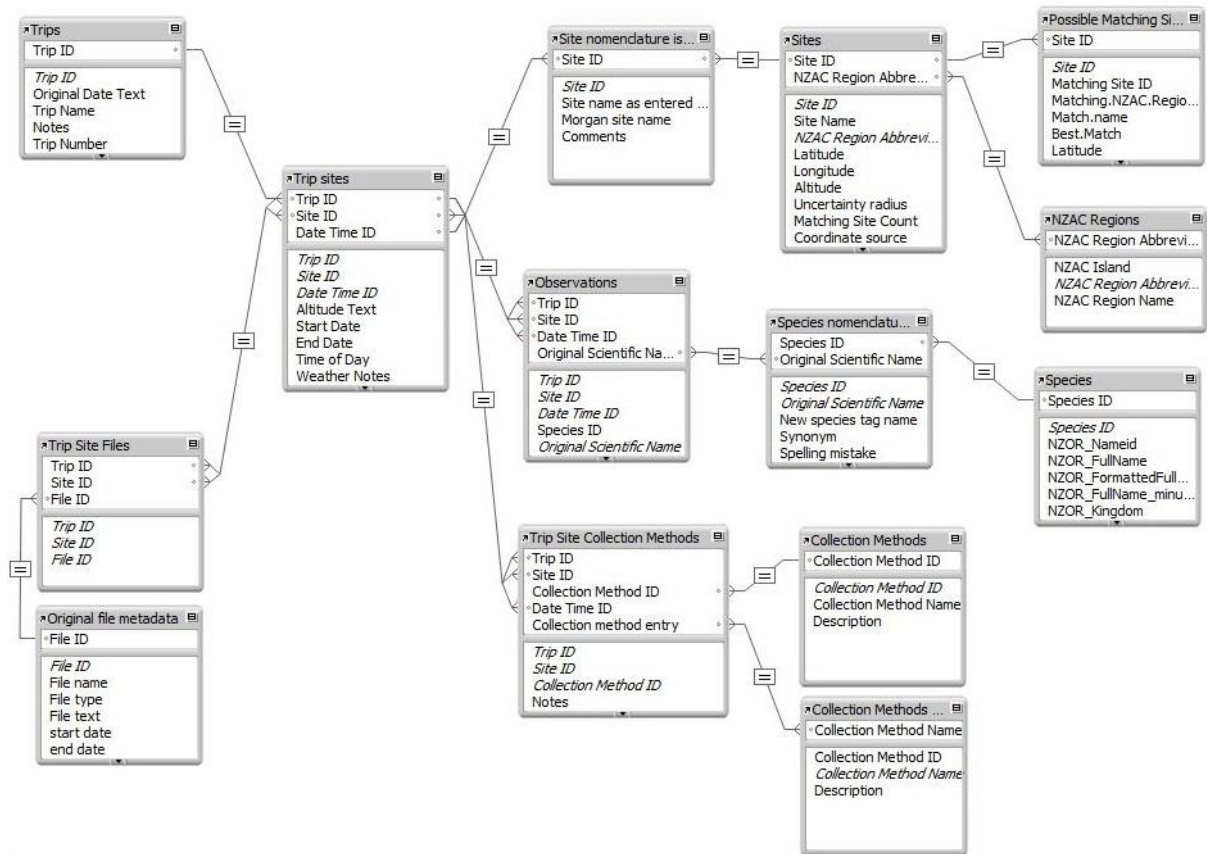 Trips
Trip ID
Trip ID
Original Date Text
Trip Name
Notes
Trip Number
Trip sites
Trip ID
Site ID
Date Time ID
Trip ID
Site ID
Date Time ID
Altitude Text
Start Date
End Date
Time of Day
Weather Notes
Trip Site Files
Trip ID
Site ID
File ID
Trip ID
Site ID
File ID
Original file metadata
File ID
File ID
File name
File type
File text
start date
end date
Site nomenclature is...
Site ID
Site ID
Site name as entered ...
Morgan site name
Comments
Sites
Site ID
NZAC Region Abbre...
Site ID
Site Name
NZAC Region Abbrevi...
Latitude
Longitude
Altitude
Uncertainty radius
Matching Site Count
Coordinate source
Possible Matching Si...
Site ID
Site ID
Matching Site ID
Matching.NZAC.Regio...
Match.name
Best.Match
Latitude
NZAC Regions
NZAC Region Abbrevi...
NZAC Island
NZAC Region Abbrevi...
NZAC Region Name
Observations
Trip ID
Site ID
Date Time ID
Original Scientific Na...
Trip ID
Site ID
Date Time ID
Species ID
Original Scientific Name
Species nomenclatu...
Species ID
Original Scientific Name
Species ID
Original Scientific Name
New species tag name
Synonym
Spelling mistake
Species
Species ID
Species ID
NZOR_Nameid
NZOR_FullName
NZOR_FormattedFull...
NZOR_FullName_minu...
NZOR_Kingdom
Trip Site Collection Methods
Trip ID
Site ID
Collection Method ID
Date Time ID
Collection method entry
Trip ID
Site ID
Collection Method ID
Notes
Collection Methods
Collection Method ID
Collection Method ID
Collection Method Name
Description
Collection Methods ...
Collection Method Name
Collection Method ID
Collection Method Name
Description